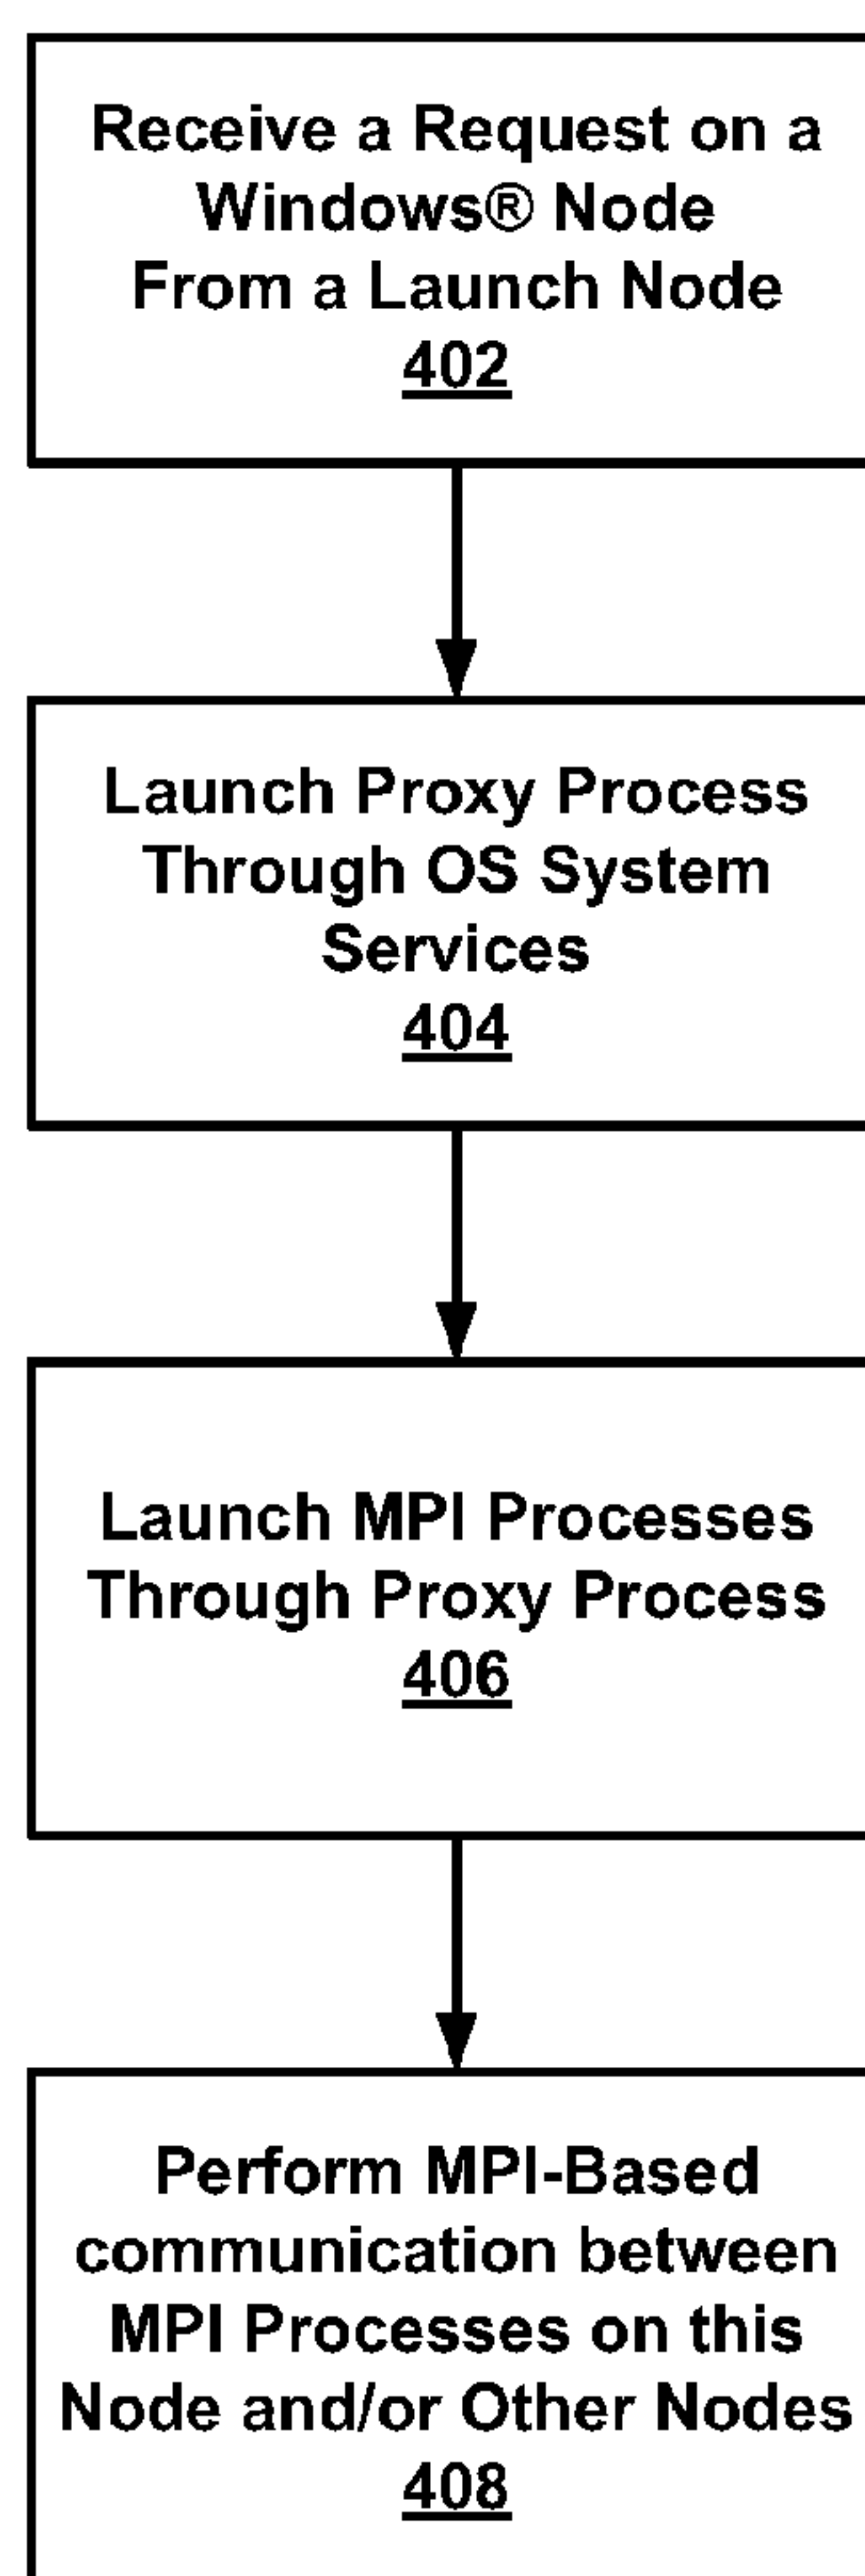 Receive a Request on a
Windows® Node
From a Launch Node
402
Launch Proxy Process
Through OS System
Services
404
Launch MPI Processes
Through Proxy Process
406
Perform MPI-Based
communication between
MPI Processes on this
Node and/or Other Nodes
408